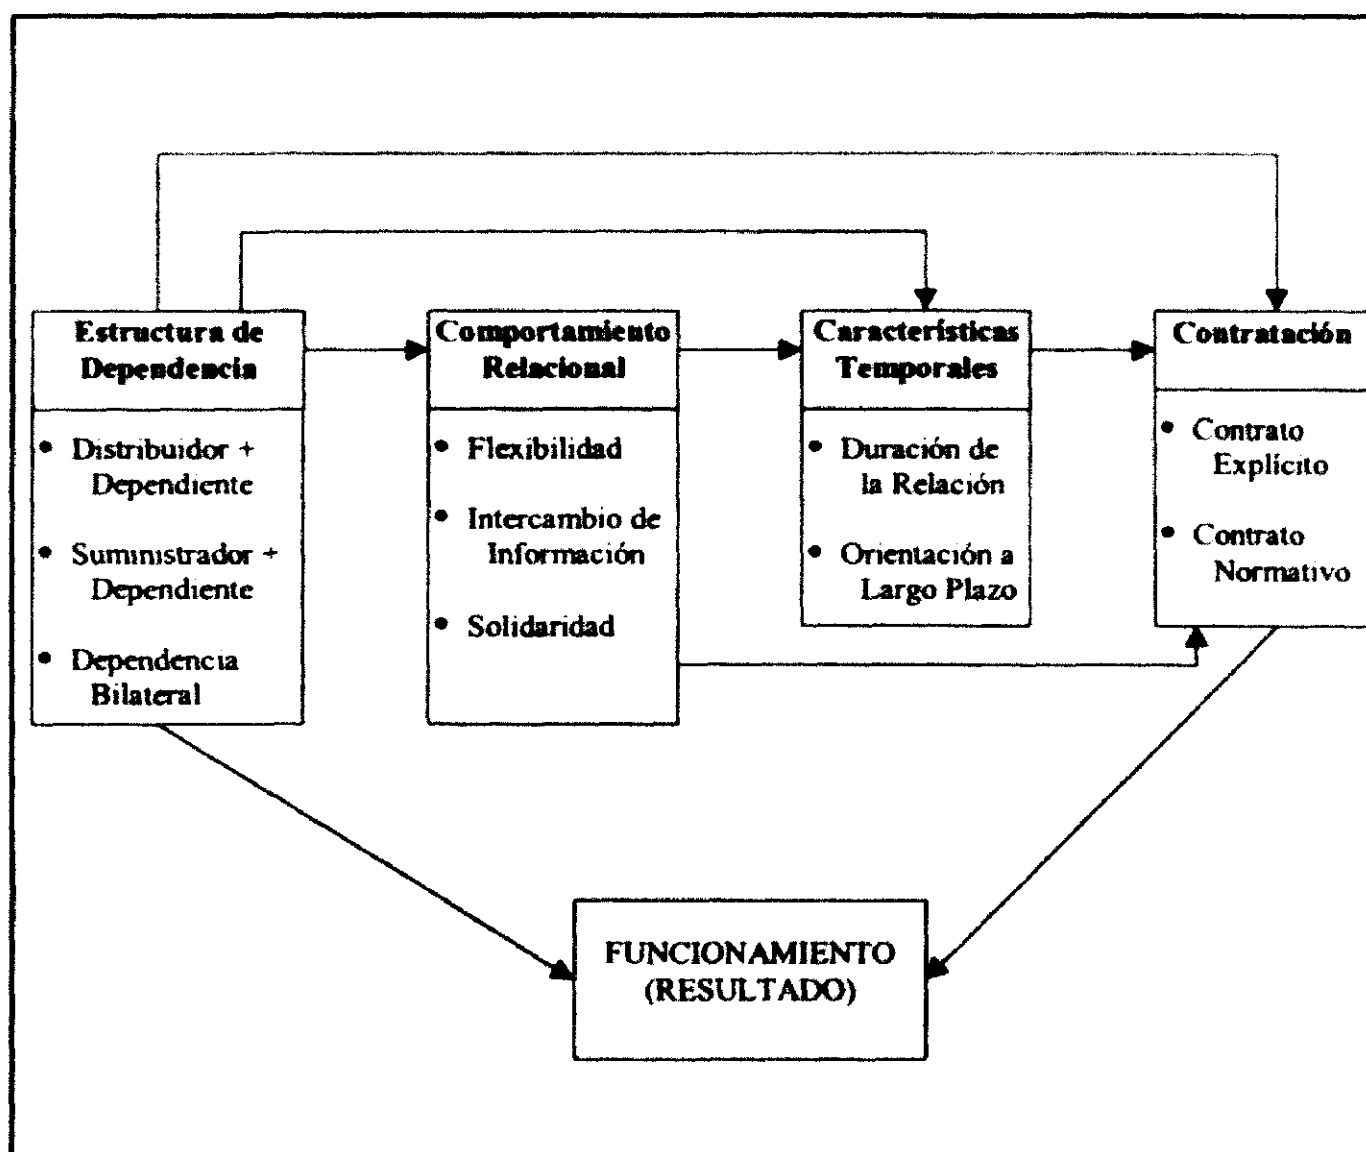 Estructura de
Dependencia
• Distribuidor +
Dependiente
• Suministrador +
Dependiente
• Dependencia
Bilateral
Comportamiento
Relacional
• Flexibilidad
• Intercambio de
Información
• Solidaridad
Características
Temporales
• Duración de
la Relación
• Orientación a
Largo Plazo
Contratación
• Contrato
Explícito
• Contrato
Normativo
FUNCIONAMIENTO
(RESULTADO)